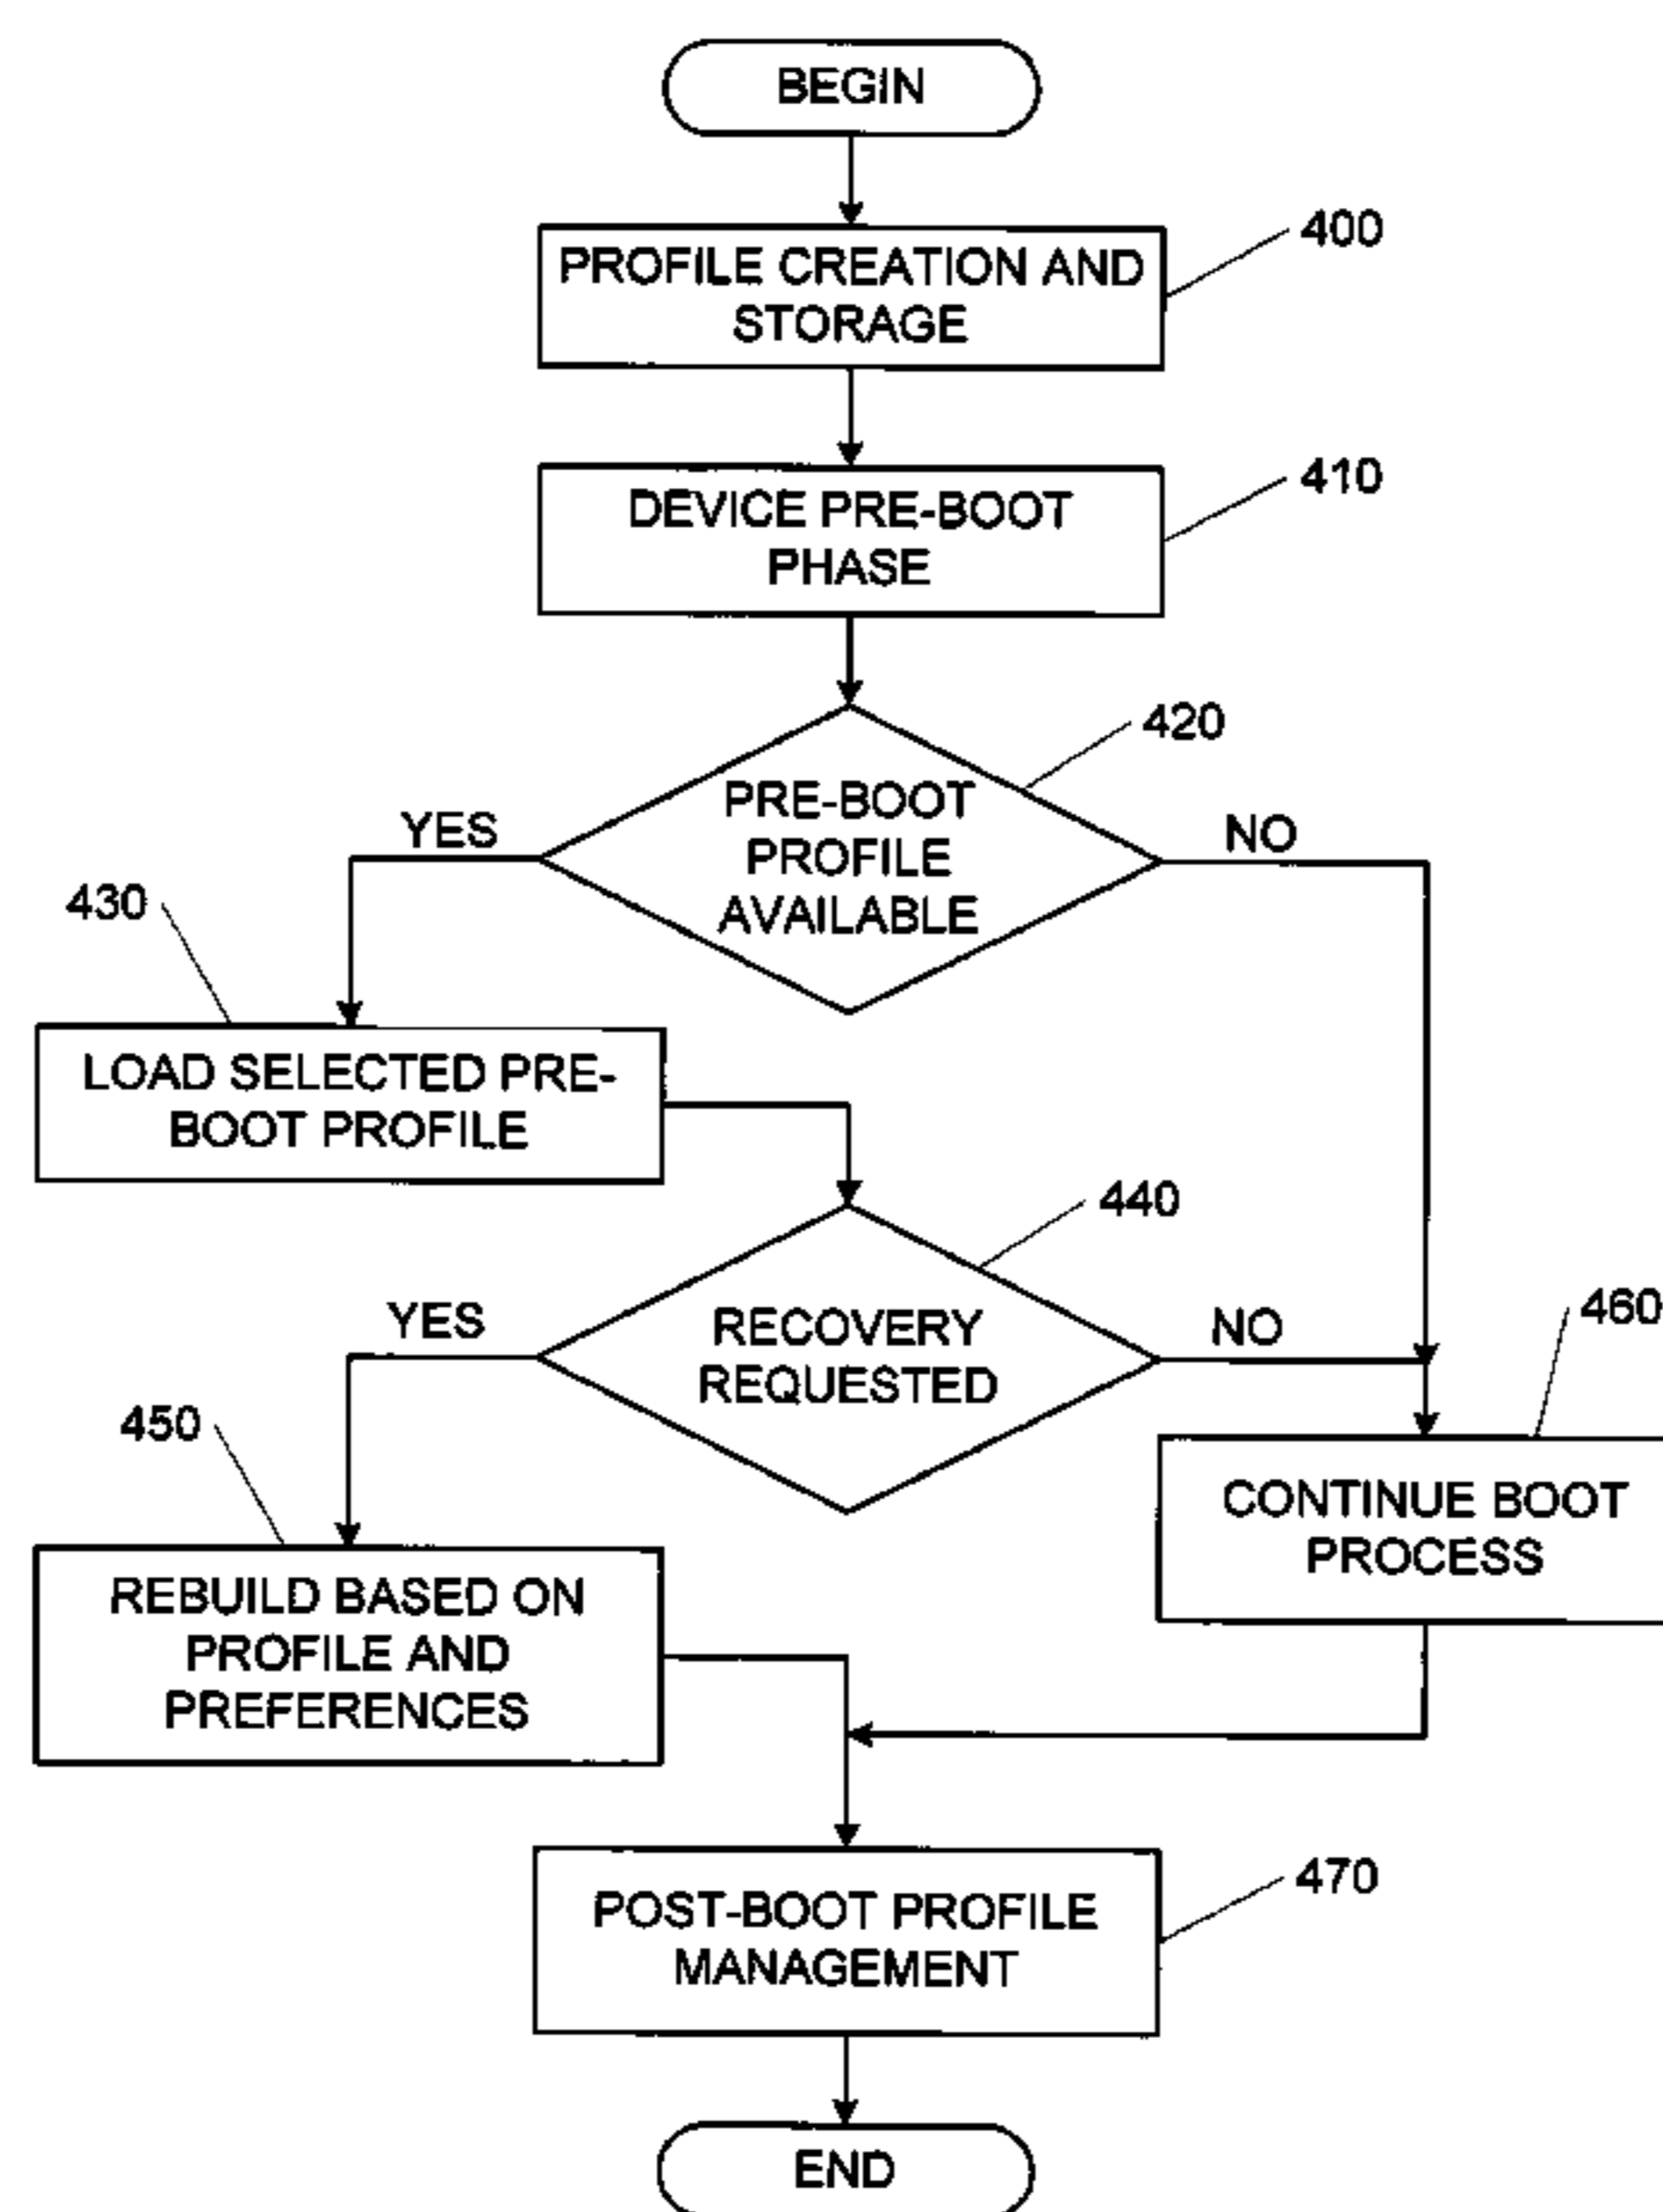 BEGIN
PROFILE CREATION AND
STORAGE
400
DEVICE PRE-BOOT
PHASE
410
420
PRE-BOOT
PROFILE
AVAILABLE
YES
NO
430
LOAD SELECTED PRE-
BOOT PROFILE
440
RECOVERY
REQUESTED
YES
NO
460
450
CONTINUE BOOT
PROCESS
REBUILD BASED ON
PROFILE AND
PREFERENCES
POST-BOOT PROFILE
MANAGEMENT
470
END